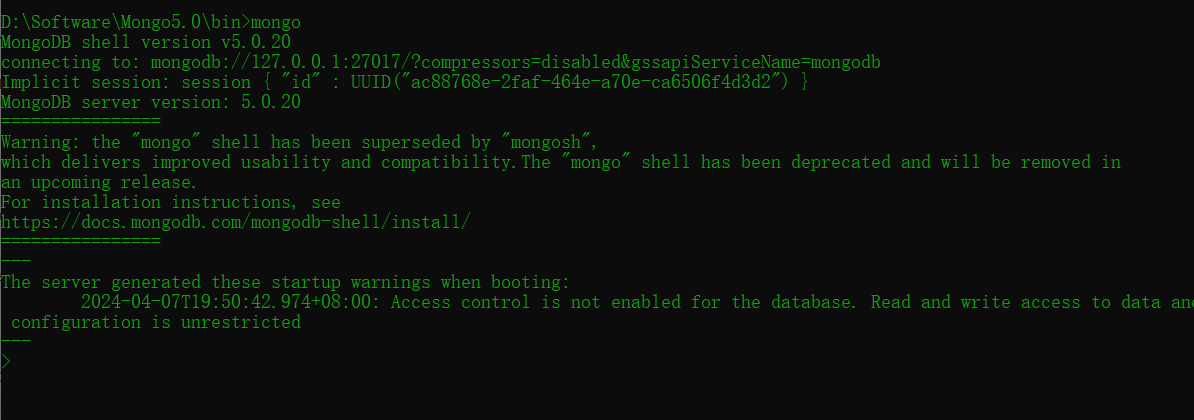 D:\Software\Mongo5.0\bin>mongo
MongoDB shell version v5.0.20
connecting to: mongodb://127.0.0.1:27017/?compressors=disabled&gssapiServiceName=mongodb
Implicit session: session { "id" : UUID("ac88768e-2faf-464e-a70e-ca6506f4d3d2") }
MongoDB server version: 5.0.20
================
Warning: the "mongo" shell has been superseded by "mongosh",
which delivers improved usability and compatibility.The "mongo" shell has been deprecated and will be removed in
an upcoming release.
For installation instructions, see
https://docs.mongodb.com/mongodb-shell/install/
================
---
The server generated these startup warnings when booting:
        2024-04-07T19:50:42.974+08:00: Access control is not enabled for the database. Read and write access to data and
 configuration is unrestricted
---
>